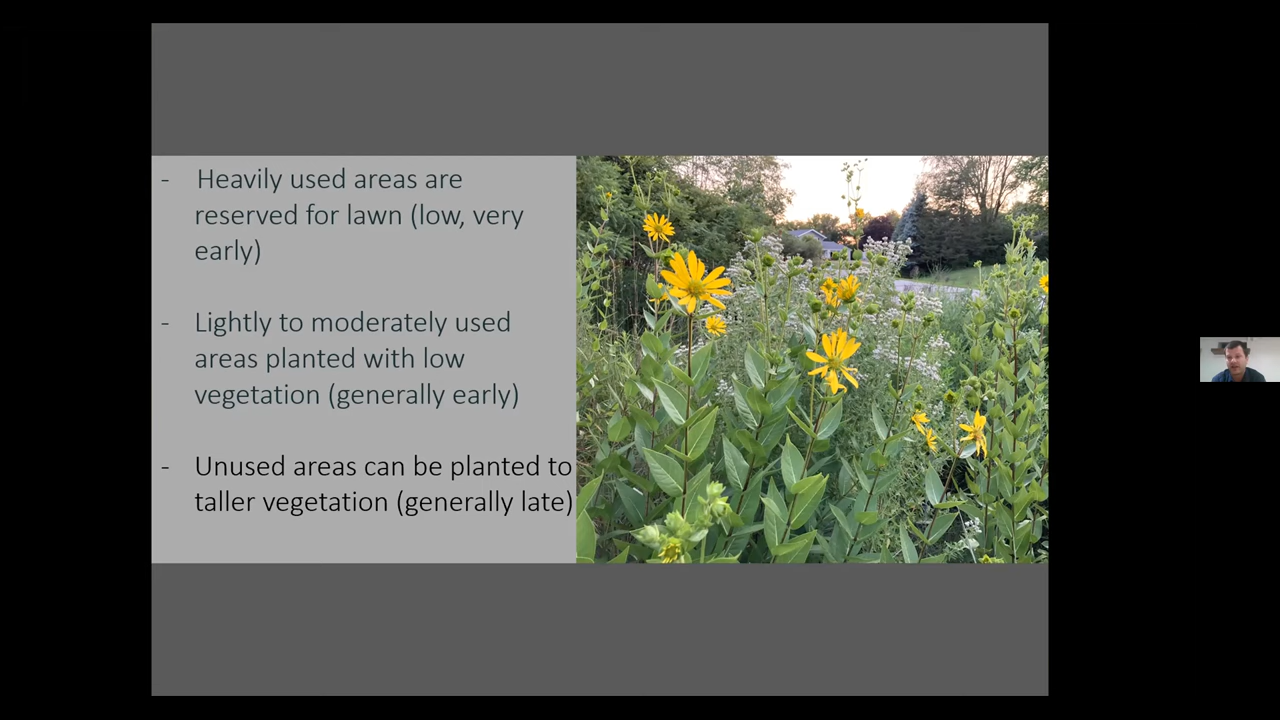 - Heavily used areas are
reserved for lawn (low, very
early)
- Lightly to moderately used
areas planted with low
vegetation (generally early)
- Unused areas can be planted to
taller vegetation (generally late)